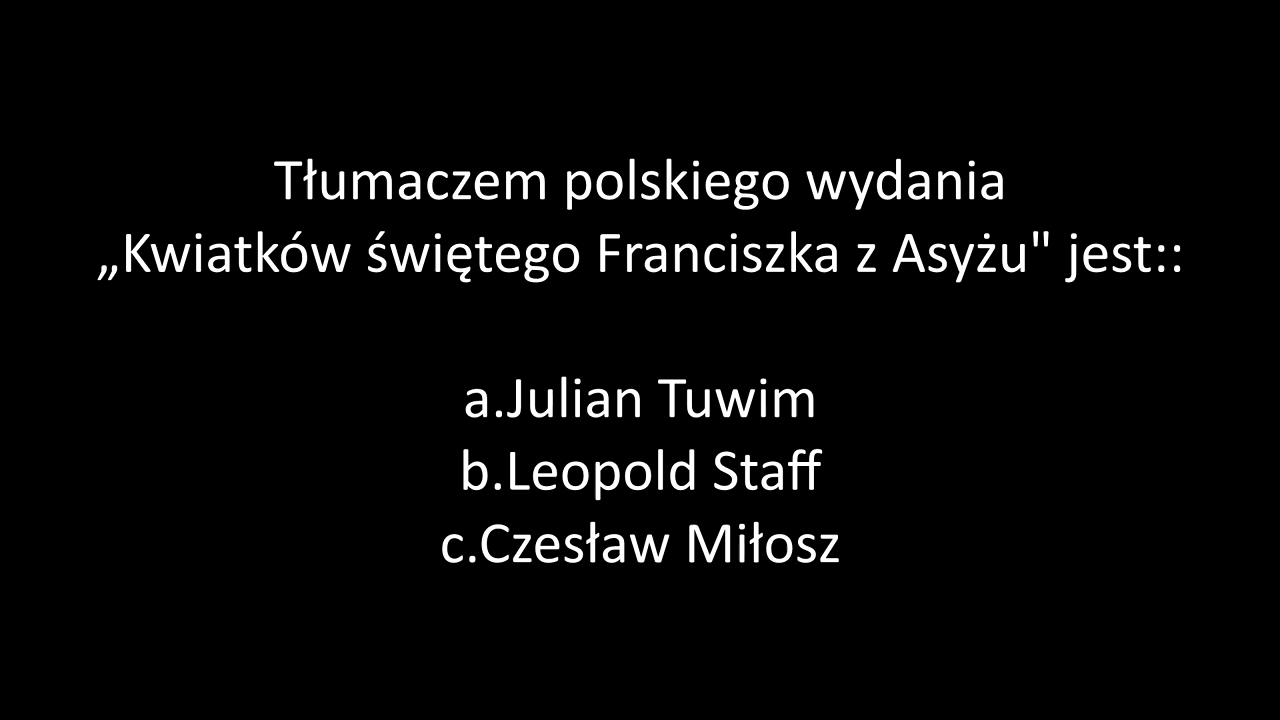 Tłumaczem polskiego wydania
„Kwiatków świętego Franciszka z Asyżu" jest::
a.Julian Tuwim
b.Leopold Staff
c.Czesław Miłosz